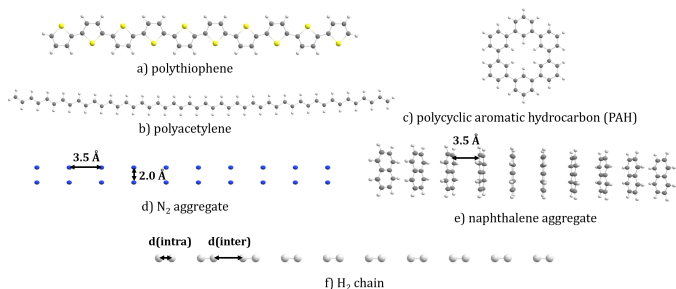 a) polythiophene
b) polyacetylene
c) polycyclic aromatic hydrocarbon (PAH)
3.5 Å
2.0 Å
d) N₂ aggregate
3.5 Å
e) naphthalene aggregate
d(intra) d(inter)
f) H₂ chain